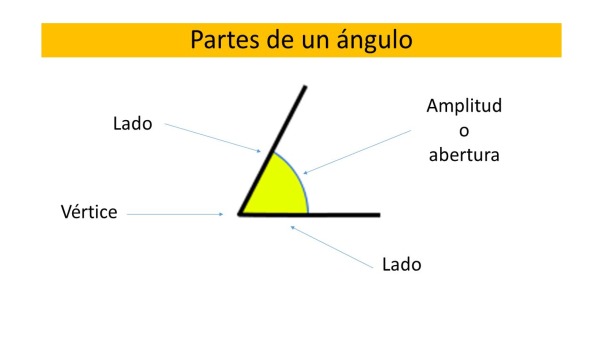 Partes de un ángulo
Lado
Amplitud
o
abertura
Vértice
Lado